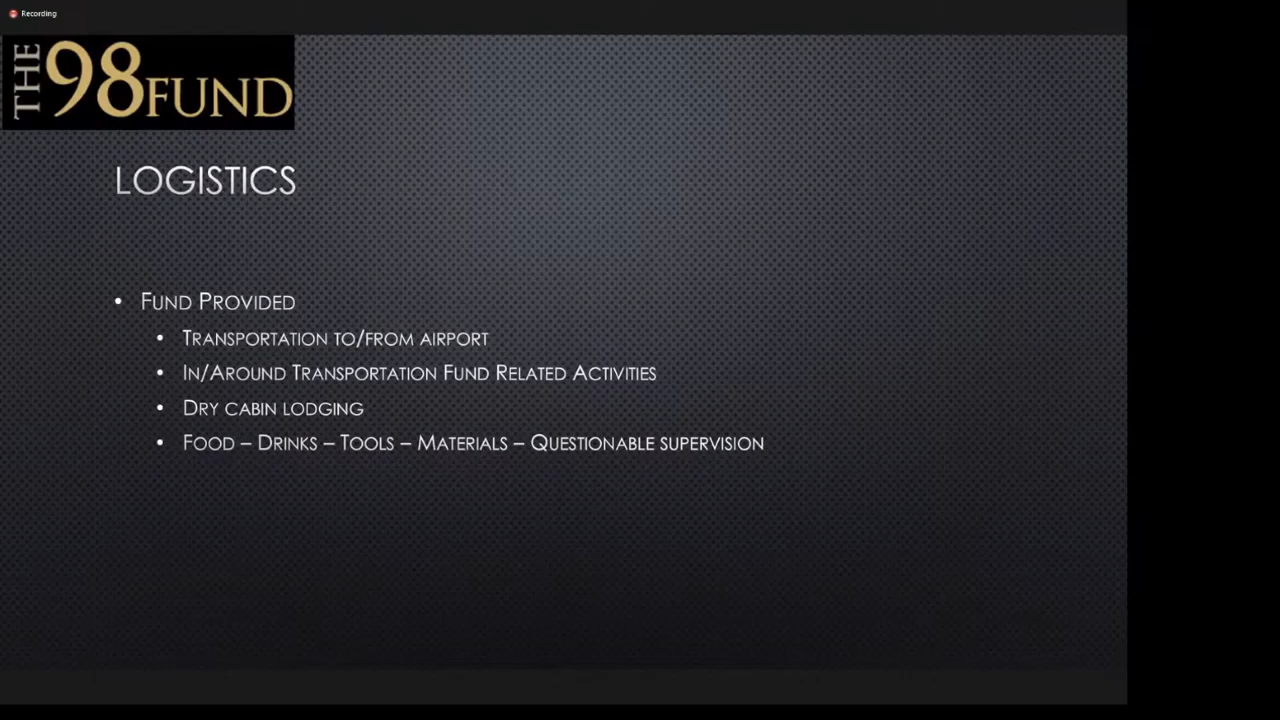 Recording
THE 98 FUND
LOGISTICS
• FUND PROVIDED
• TRANSPORTATION TO/FROM AIRPORT
• IN/AROUND TRANSPORTATION FUND RELATED ACTIVITIES
• DRY CABIN LODGING
• FOOD – DRINKS – TOOLS – MATERIALS – QUESTIONABLE SUPERVISION